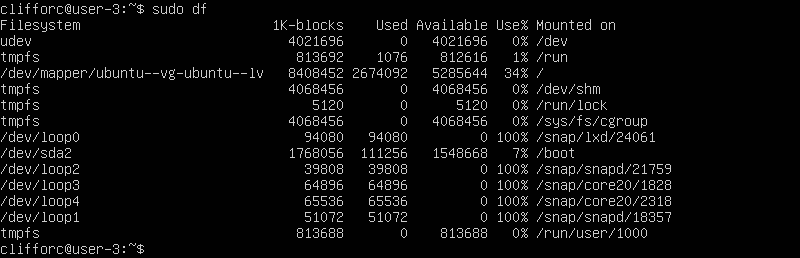 clifforc@user-3:~$ sudo df
Filesystem                        1K-blocks    Used Available Use% Mounted on
udev                                4021696       0   4021696   0% /dev
tmpfs                                813692    1076    812616   1% /run
/dev/mapper/ubuntu--vg-ubuntu--lv   8408452 2674092   5285644  34% /
tmpfs                               4068456       0   4068456   0% /dev/shm
tmpfs                                  5120       0      5120   0% /run/lock
tmpfs                               4068456       0   4068456   0% /sys/fs/cgroup
/dev/loop0                            94080   94080         0 100% /snap/lxd/24061
/dev/sda2                           1768056  111256   1548668   7% /boot
/dev/loop2                            39808   39808         0 100% /snap/snapd/21759
/dev/loop3                            64896   64896         0 100% /snap/core20/1828
/dev/loop4                            65536   65536         0 100% /snap/core20/2318
/dev/loop1                            51072   51072         0 100% /snap/snapd/18357
tmpfs                                813688       0    813688   0% /run/user/1000
clifforc@user-3:~$